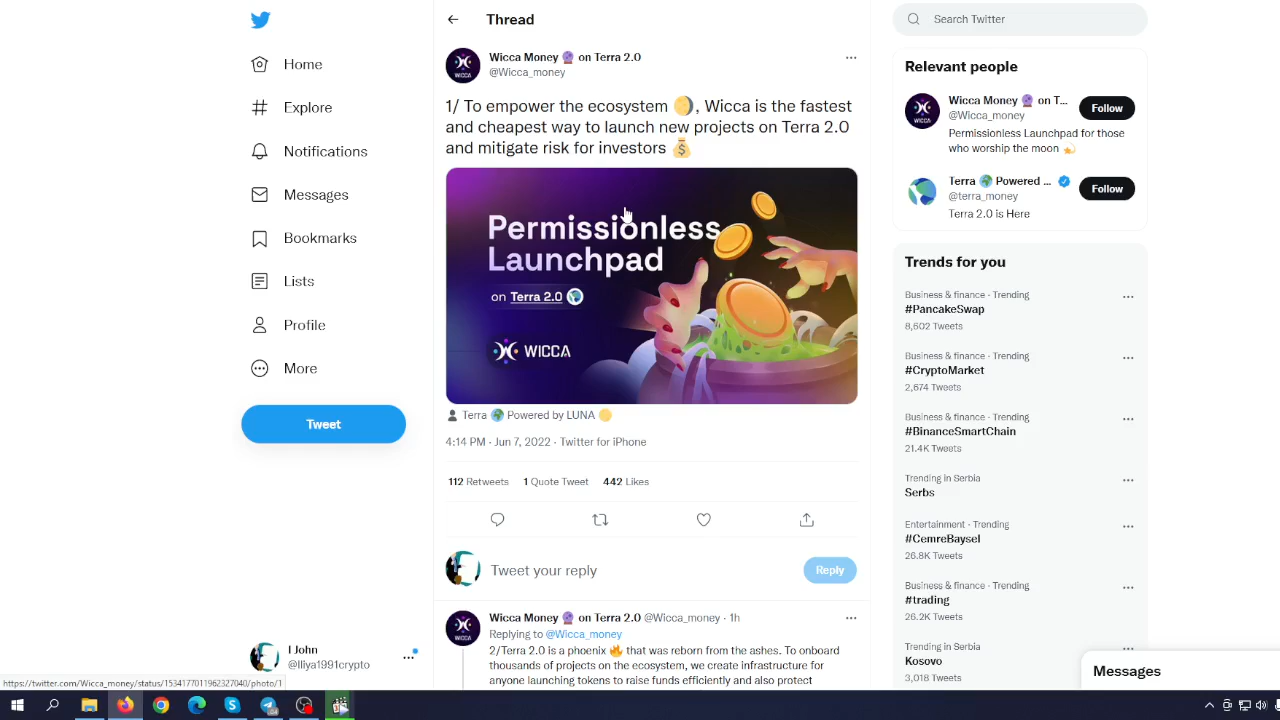 Thread
Search Twitter
Home
Explore
Notifications
Messages
Bookmarks
Lists
Profile
More
Tweet
I John
@Iliya1991crypto
Wicca Money 🔮 on Terra 2.0
@Wicca_money
1/ To empower the ecosystem 🌖, Wicca is the fastest
and cheapest way to launch new projects on Terra 2.0
and mitigate risk for investors 💰
Permissionless
Launchpad
on Terra 2.0
WICCA
WICCA
Terra 🌍 Powered by LUNA 🌕
4:14 PM · Jun 7, 2022 · Twitter for iPhone
112 Retweets 1 Quote Tweet 442 Likes
Tweet your reply
Reply
Wicca Money 🔮 on Terra 2.0 @Wicca_money · 1h
Replying to @Wicca_money
2/Terra 2.0 is a phoenix 🔥 that was reborn from the ashes. To onboard
thousands of projects on the ecosystem, we create infrastructure for
anyone launching tokens to raise funds efficiently and also protect
WICCA
Relevant people
Wicca Money 🔮 on T...
@Wicca_money
Follow
Permissionless Launchpad for those
who worship the moon 💫
WICCA
Terra 🌍 Powered ...
@terra_money
Follow
Terra 2.0 is Here
Trends for you
Business & finance · Trending
#PancakeSwap
8,602 Tweets
Business & finance · Trending
#CryptoMarket
2,674 Tweets
Business & finance · Trending
#BinanceSmartChain
21.4K Tweets
Trending in Serbia
Serbs
Entertainment · Trending
#CemreBaysel
26.8K Tweets
Business & finance · Trending
#trading
26.2K Tweets
Trending in Serbia
Kosovo
3,018 Tweets
Messages
https://twitter.com/Wicca_money/status/1534177011962327040/photo/1